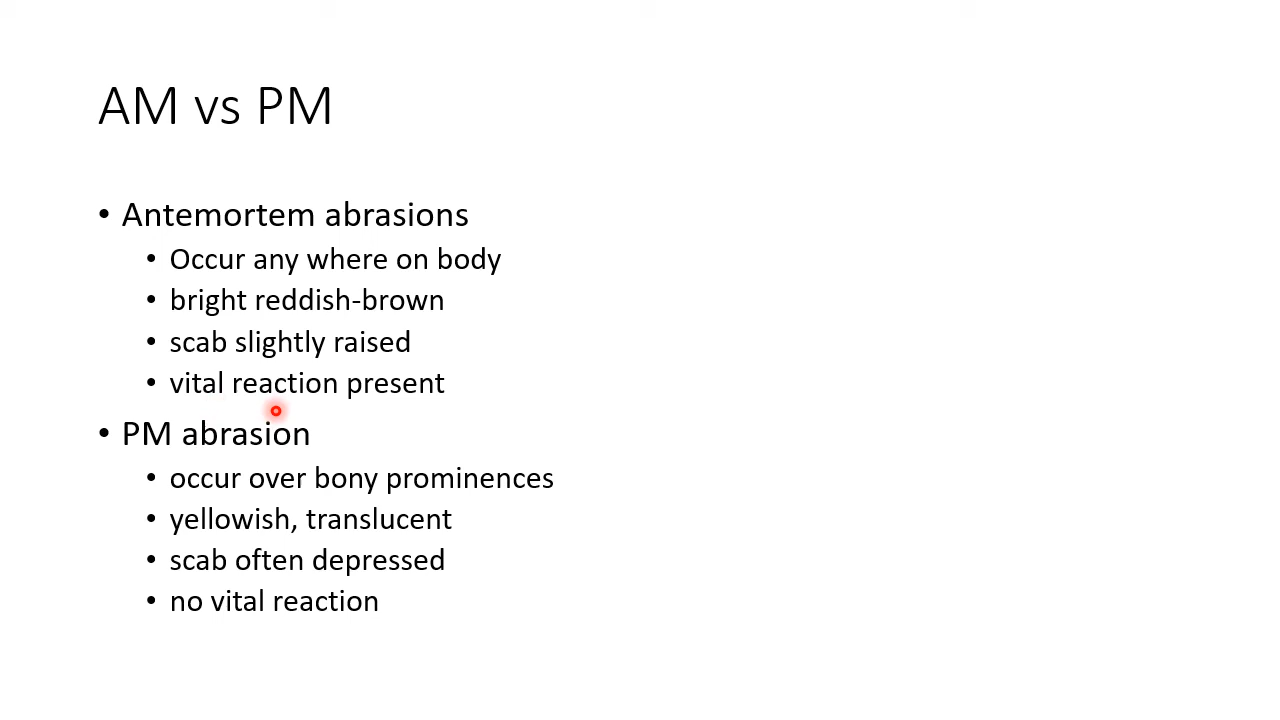 AM vs PM
• Antemortem abrasions
• Occur any where on body
• bright reddish-brown
• scab slightly raised
• vital reaction present
• PM abrasion
• occur over bony prominences
• yellowish, translucent
• scab often depressed
• no vital reaction